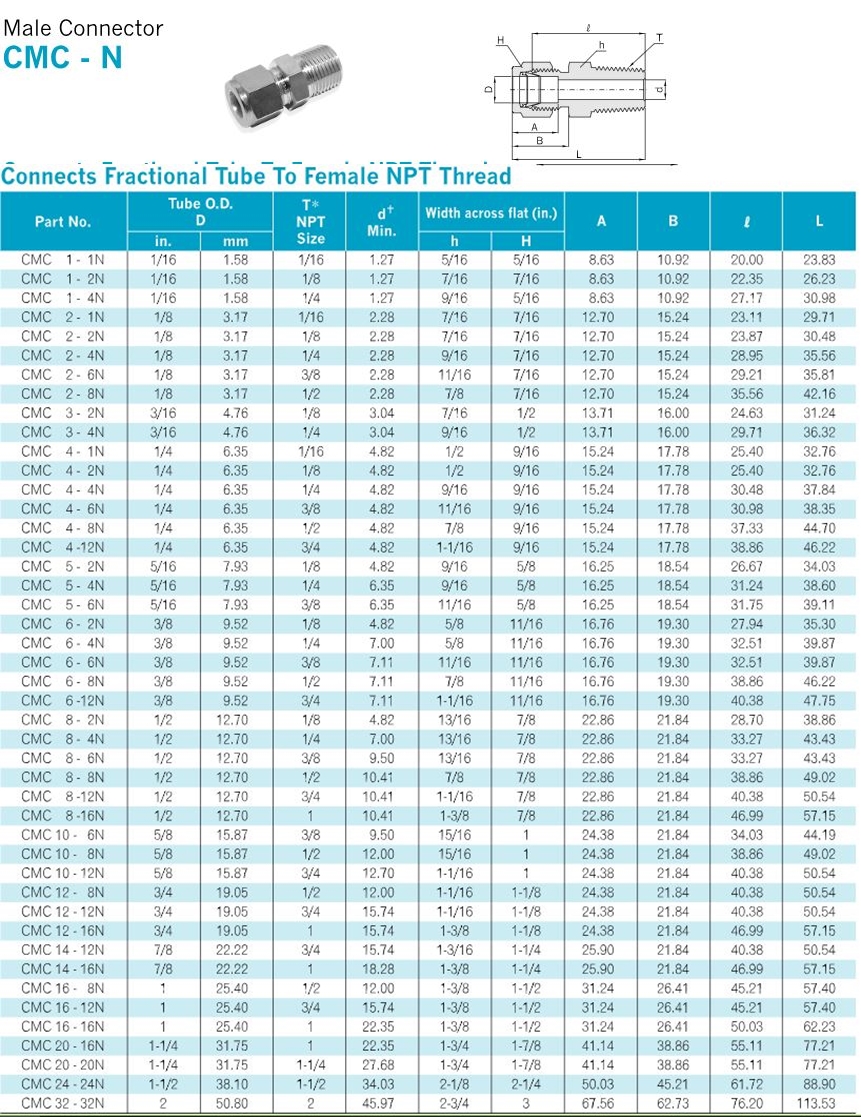 Male Connector
CMC - N
ℓ
H
h
T
D
d
A
B
L
Connects Fractional Tube To Female NPT Thread
Part No. Tube O.D. D T* NPT Size d† Min. Width across flat (in.) A B ℓ L
in. mm h H
CMC 1 - 1N 1/16 1.58 1/16 1.27 5/16 5/16 8.63 10.92 20.00 23.83
CMC 1 - 2N 1/16 1.58 1/8 1.27 7/16 7/16 8.63 10.92 22.35 26.23
CMC 1 - 4N 1/16 1.58 1/4 1.27 9/16 5/16 8.63 10.92 27.17 30.98
CMC 2 - 1N 1/8 3.17 1/16 2.28 7/16 7/16 12.70 15.24 23.11 29.71
CMC 2 - 2N 1/8 3.17 1/8 2.28 7/16 7/16 12.70 15.24 23.87 30.48
CMC 2 - 4N 1/8 3.17 1/4 2.28 9/16 7/16 12.70 15.24 28.95 35.56
CMC 2 - 6N 1/8 3.17 3/8 2.28 11/16 7/16 12.70 15.24 29.21 35.81
CMC 2 - 8N 1/8 3.17 1/2 2.28 7/8 7/16 12.70 15.24 35.56 42.16
CMC 3 - 2N 3/16 4.76 1/8 3.04 7/16 1/2 13.71 16.00 24.63 31.24
CMC 3 - 4N 3/16 4.76 1/4 3.04 9/16 1/2 13.71 16.00 29.71 36.32
CMC 4 - 1N 1/4 6.35 1/16 4.82 1/2 9/16 15.24 17.78 25.40 32.76
CMC 4 - 2N 1/4 6.35 1/8 4.82 1/2 9/16 15.24 17.78 25.40 32.76
CMC 4 - 4N 1/4 6.35 1/4 4.82 9/16 9/16 15.24 17.78 30.48 37.84
CMC 4 - 6N 1/4 6.35 3/8 4.82 11/16 9/16 15.24 17.78 30.98 38.35
CMC 4 - 8N 1/4 6.35 1/2 4.82 7/8 9/16 15.24 17.78 37.33 44.70
CMC 4 -12N 1/4 6.35 3/4 4.82 1-1/16 9/16 15.24 17.78 38.86 46.22
CMC 5 - 2N 5/16 7.93 1/8 4.82 9/16 5/8 16.25 18.54 26.67 34.03
CMC 5 - 4N 5/16 7.93 1/4 6.35 9/16 5/8 16.25 18.54 31.24 38.60
CMC 5 - 6N 5/16 7.93 3/8 6.35 11/16 5/8 16.25 18.54 31.75 39.11
CMC 6 - 2N 3/8 9.52 1/8 4.82 5/8 11/16 16.76 19.30 27.94 35.30
CMC 6 - 4N 3/8 9.52 1/4 7.00 5/8 11/16 16.76 19.30 32.51 39.87
CMC 6 - 6N 3/8 9.52 3/8 7.11 11/16 11/16 16.76 19.30 32.51 39.87
CMC 6 - 8N 3/8 9.52 1/2 7.11 7/8 11/16 16.76 19.30 38.86 46.22
CMC 6 -12N 3/8 9.52 3/4 7.11 1-1/16 11/16 16.76 19.30 40.38 47.75
CMC 8 - 2N 1/2 12.70 1/8 4.82 13/16 7/8 22.86 21.84 28.70 38.86
CMC 8 - 4N 1/2 12.70 1/4 7.00 13/16 7/8 22.86 21.84 33.27 43.43
CMC 8 - 6N 1/2 12.70 3/8 9.50 13/16 7/8 22.86 21.84 33.27 43.43
CMC 8 - 8N 1/2 12.70 1/2 10.41 7/8 7/8 22.86 21.84 38.86 49.02
CMC 8 -12N 1/2 12.70 3/4 10.41 1-1/16 7/8 22.86 21.84 40.38 50.54
CMC 8 -16N 1/2 12.70 1 10.41 1-3/8 7/8 22.86 21.84 46.99 57.15
CMC 10 - 6N 5/8 15.87 3/8 9.50 15/16 1 24.38 21.84 34.03 44.19
CMC 10 - 8N 5/8 15.87 1/2 12.00 15/16 1 24.38 21.84 38.86 49.02
CMC 10 - 12N 5/8 15.87 3/4 12.70 1-1/16 1 24.38 21.84 40.38 50.54
CMC 12 - 8N 3/4 19.05 1/2 12.00 1-1/16 1-1/8 24.38 21.84 40.38 50.54
CMC 12 - 12N 3/4 19.05 3/4 15.74 1-1/16 1-1/8 24.38 21.84 40.38 50.54
CMC 12 - 16N 3/4 19.05 1 15.74 1-3/8 1-1/8 24.38 21.84 46.99 57.15
CMC 14 - 12N 7/8 22.22 3/4 15.74 1-3/16 1-1/4 25.90 21.84 40.38 50.54
CMC 14 - 16N 7/8 22.22 1 18.28 1-3/8 1-1/4 25.90 21.84 46.99 57.15
CMC 16 - 8N 1 25.40 1/2 12.00 1-3/8 1-1/2 31.24 26.41 45.21 57.40
CMC 16 - 12N 1 25.40 3/4 15.74 1-3/8 1-1/2 31.24 26.41 45.21 57.40
CMC 16 - 16N 1 25.40 1 22.35 1-3/8 1-1/2 31.24 26.41 50.03 62.23
CMC 20 - 16N 1-1/4 31.75 1 22.35 1-3/4 1-7/8 41.14 38.86 55.11 77.21
CMC 20 - 20N 1-1/4 31.75 1-1/4 27.68 1-3/4 1-7/8 41.14 38.86 55.11 77.21
CMC 24 - 24N 1-1/2 38.10 1-1/2 34.03 2-1/8 2-1/4 50.03 45.21 61.72 88.90
CMC 32 - 32N 2 50.80 2 45.97 2-3/4 3 67.56 62.73 76.20 113.53